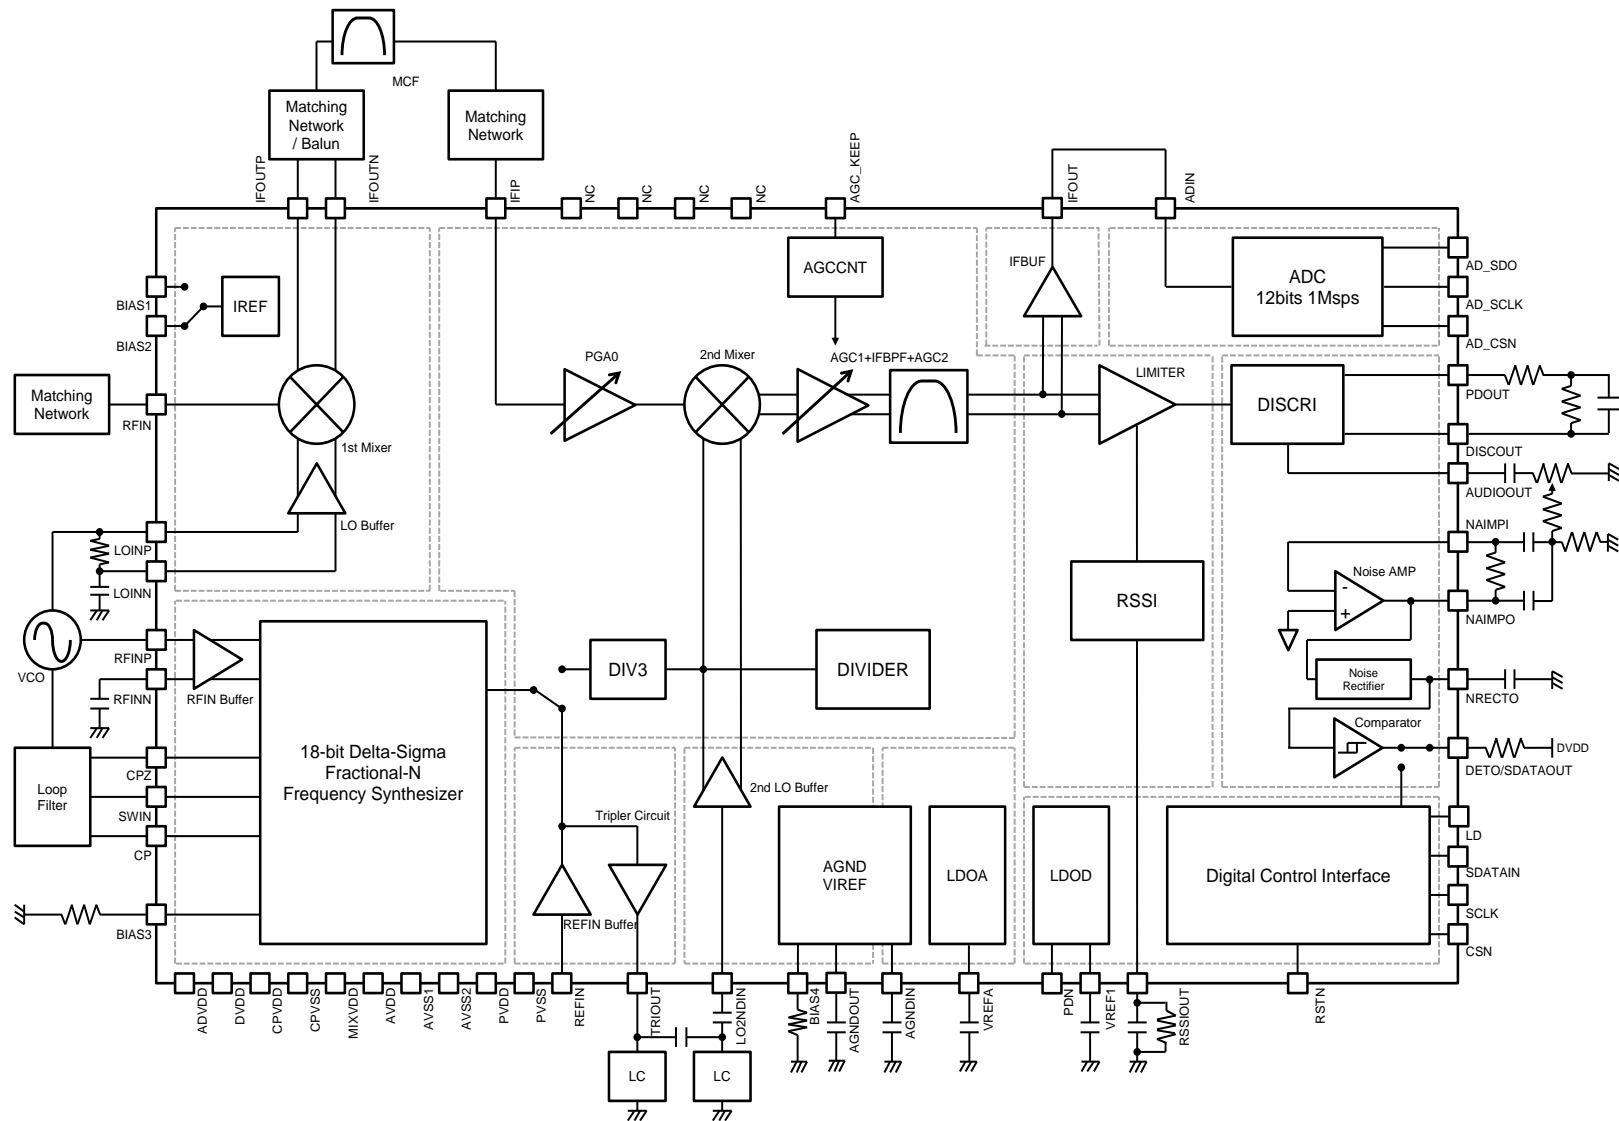 MCF
Matching
Network
/ Balun
Matching
Network
IFOUTP
IFOUTN
IFIP
NC
NC
NC
NC
AGC_KEEP
IFOUT
ADIN
BIAS1
BIAS2
IREF
AGCCNT
IFBUF
ADC
12bits 1Msps
AD_SDO
AD_SCLK
AD_CSN
Matching
Network
RFIN
1st Mixer
PGA0
2nd Mixer
AGC1+IFBPF+AGC2
LIMITER
DISCRI
PDOUT
DISCOUT
AUDIOOUT
LO Buffer
LOINP
LOINN
NAIMPI
Noise AMP
-
+
NAIMPO
RSSI
VCO
RFINP
RFINN
RFIN Buffer
DIV3
DIVIDER
Noise
Rectifier
NRECTO
Comparator
DVDD
DETO/SDATAOUT
18-bit Delta-Sigma
Fractional-N
Frequency Synthesizer
Loop
Filter
CPZ
SWIN
CP
2nd LO Buffer
Tripler Circuit
REFIN Buffer
AGND
VIREF
LDOA
LDOD
Digital Control Interface
LD
SDATAIN
SCLK
CSN
BIAS3
ADVDD
DVDD
CPVDD
CPVSS
MIXVDD
AVDD
AVSS1
AVSS2
PVDD
PVSS
REFIN
TRIOUT
LO2NDIN
BIAS4
AGNDOUT
AGNDIN
VREFA
PDN
VREF1
RSSIOUT
RSTN
LC
LC